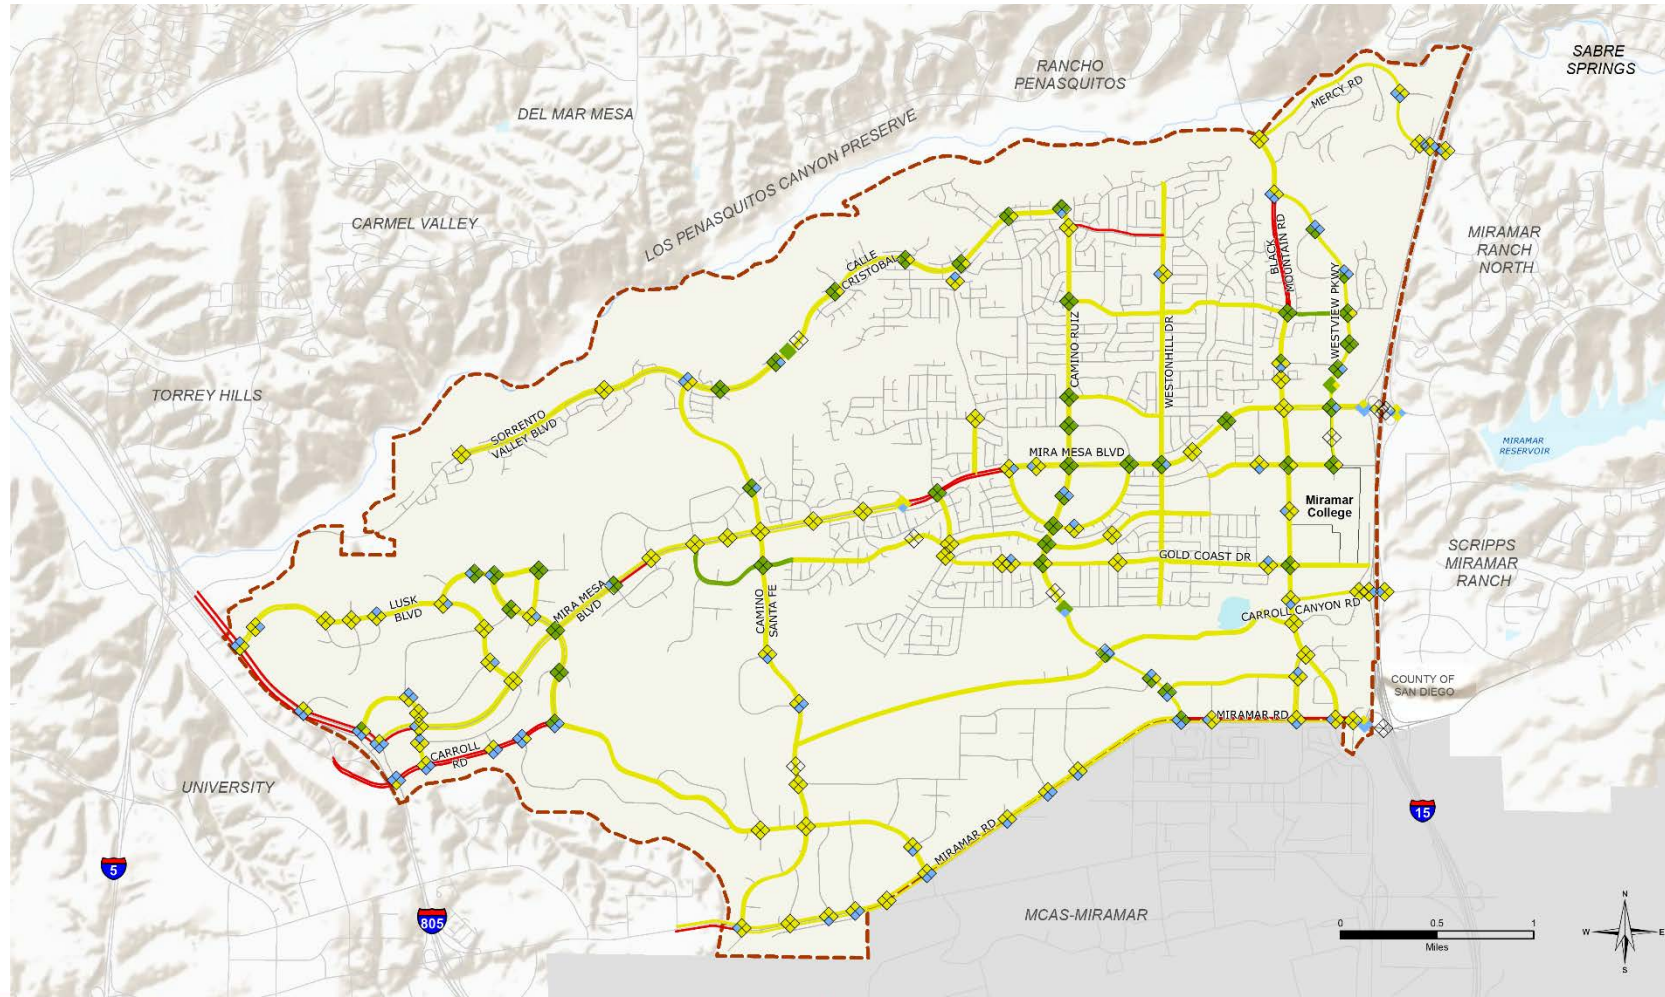 SABRE
SPRINGS
RANCHO
PENASQUITOS
MERCY RD
DEL MAR MESA
LOS PENASQUITOS CANYON PRESERVE
CARMEL VALLEY
MIRAMAR
RANCH
NORTH
BLACK
MOUNTAIN RD
CALLE
CRISTOBAL
WESTVIEW PKWY
CAMINO RUIZ
WESTONHILL DR
TORREY HILLS
SORRENTO
VALLEY BLVD
MIRA MESA BLVD
MIRAMAR
RESERVOIR
Miramar
College
SCRIPPS
MIRAMAR
RANCH
GOLD COAST DR
LUSK
BLVD
MIRA MESA
BLVD
CAMINO
SANTA FE
CARROLL CANYON RD
COUNTY OF
SAN DIEGO
MIRAMAR RD
CARROLL
RD
UNIVERSITY
MIRAMAR RD
15
5
805
MCAS-MIRAMAR
0 0.5 1
Miles
N
W E
S